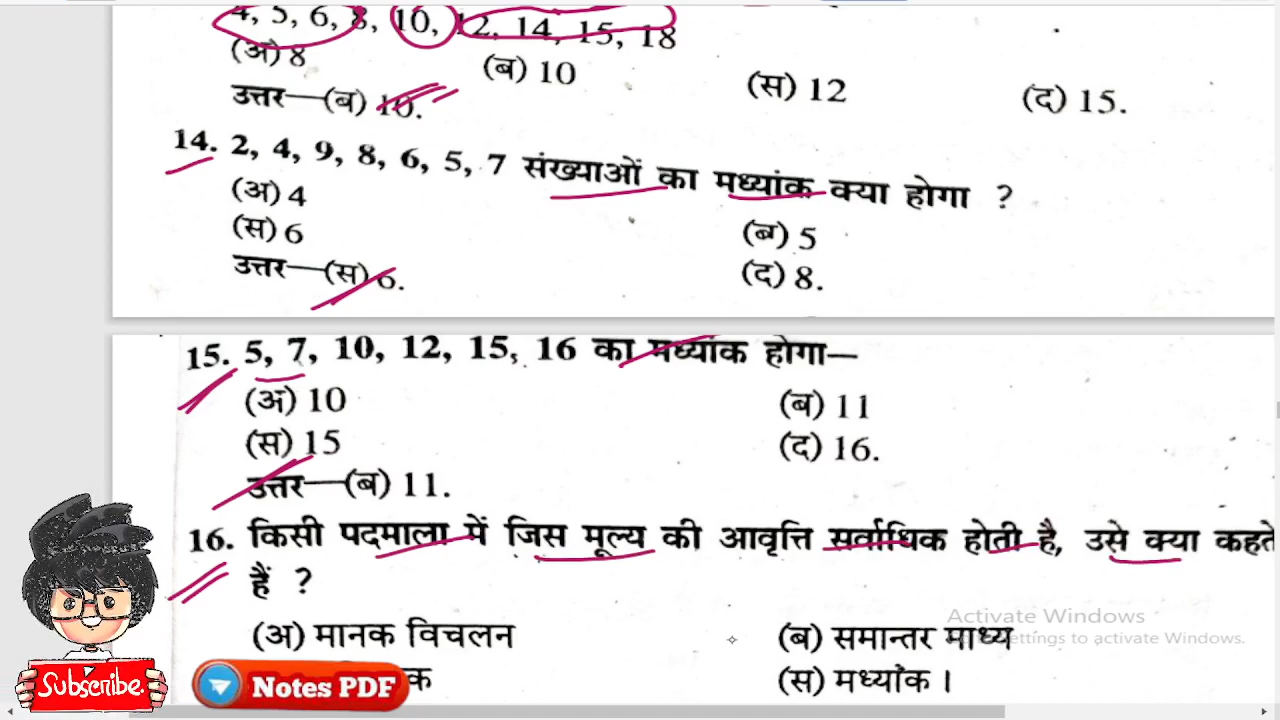 4, 5, 6, 8, 10, 12, 14, 15, 18
(अ) 8
(ब) 10
(स) 12
(द) 15.
उत्तर—(ब) 10.
14. 2, 4, 9, 8, 6, 5, 7 संख्याओं का मध्यांक क्या होगा ?
(अ) 4
(ब) 5
(स) 6
(द) 8.
उत्तर—(स) 6.
15. 5, 7, 10, 12, 15, 16 का मध्यांक होगा—
(अ) 10
(ब) 11
(स) 15
(द) 16.
उत्तर—(ब) 11.
16. किसी पदमाला में जिस मूल्य की आवृत्ति सर्वाधिक होती है, उसे क्या कहते
हैं ?
(अ) मानक विचलन
(ब) समान्तर माध्य
क
(स) मध्यांक ।
Activate Windows
settings to activate Windows.
Subscribe.
Notes PDF